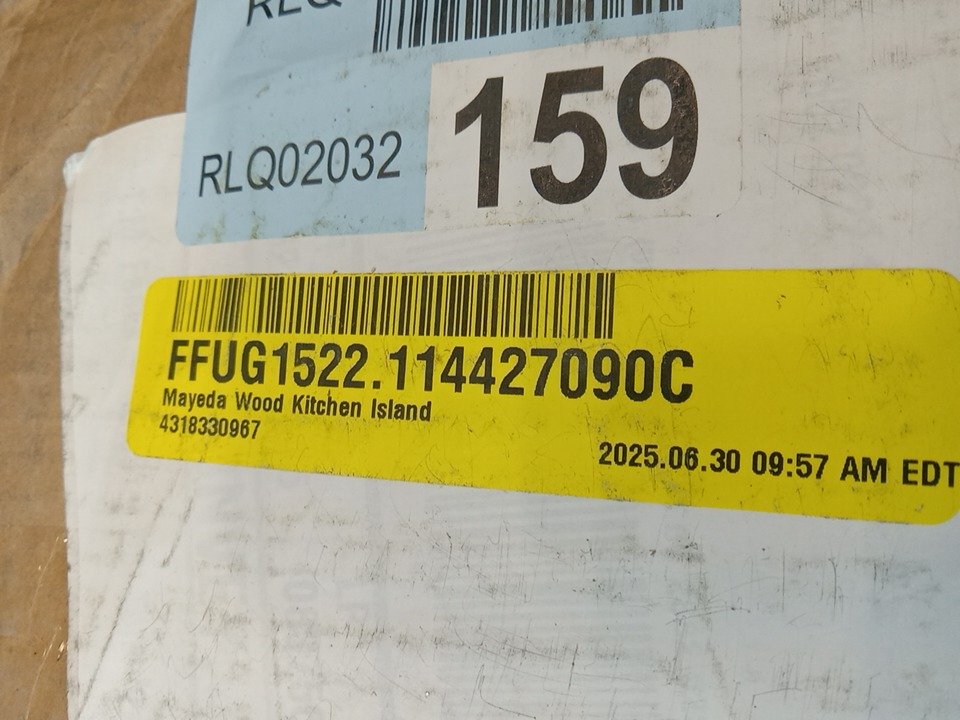 RLQ
RLQ02032
159
FFUG1522.114427090C
Mayeda Wood Kitchen Island
4318330967
2025.06.30 09:57 AM EDT